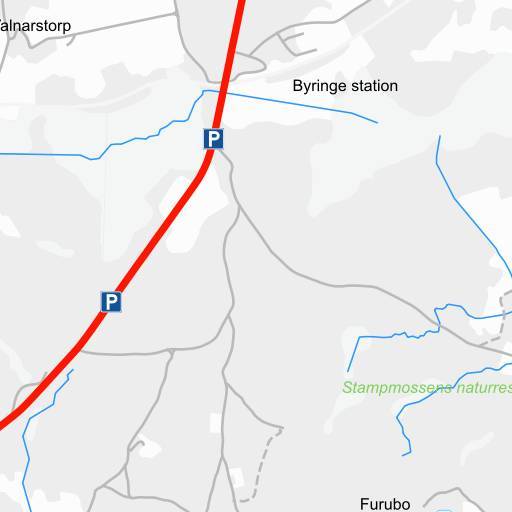 alnarstorp
Byringe station
P
P
Stampmossens naturres
Furubo